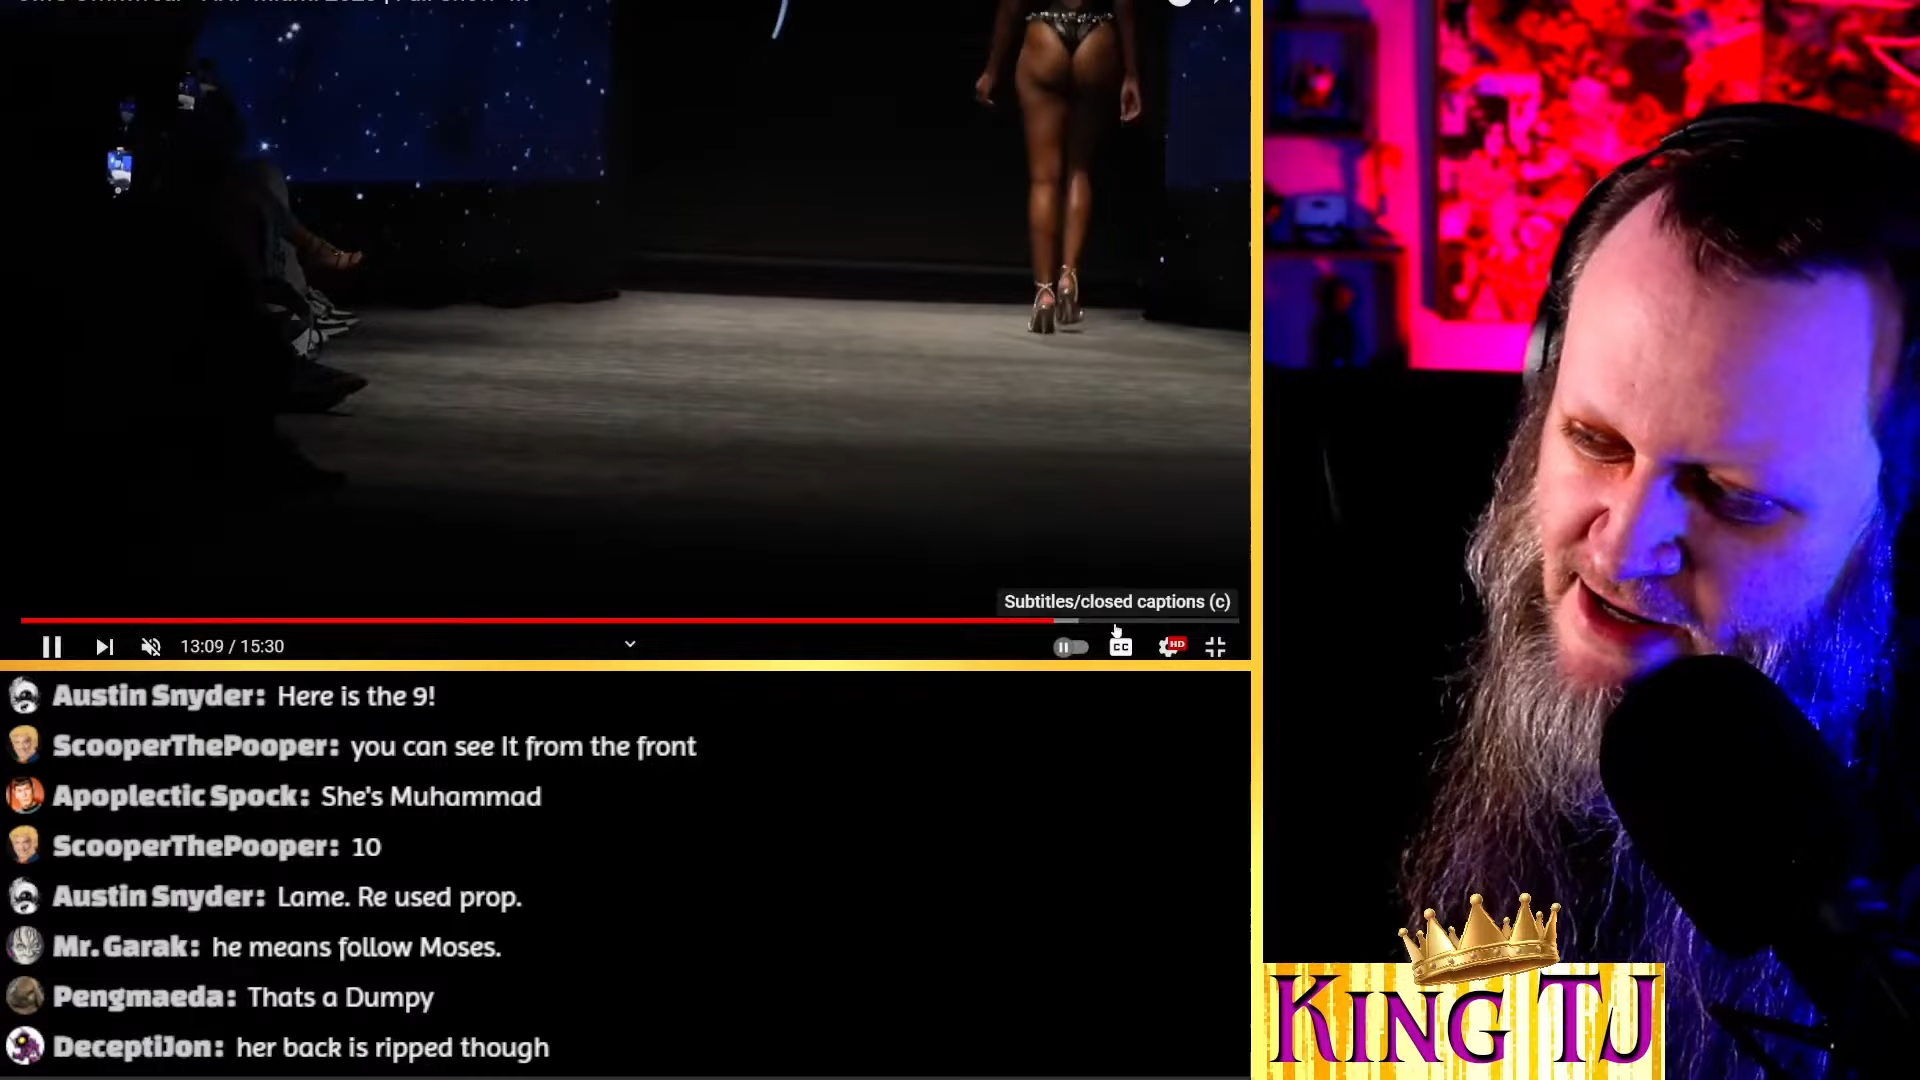 Subtitles/closed captions (c)
13:09 / 15:30
CC
HD
Austin Snyder: Here is the 9!
ScooperThePooper: you can see It from the front
Apoplectic Spock: She's Muhammad
ScooperThePooper: 10
Austin Snyder: Lame. Re used prop.
Mr. Garak: he means follow Moses.
Pengmaeda: Thats a Dumpy
DeceptiJon: her back is ripped though
KING TJ